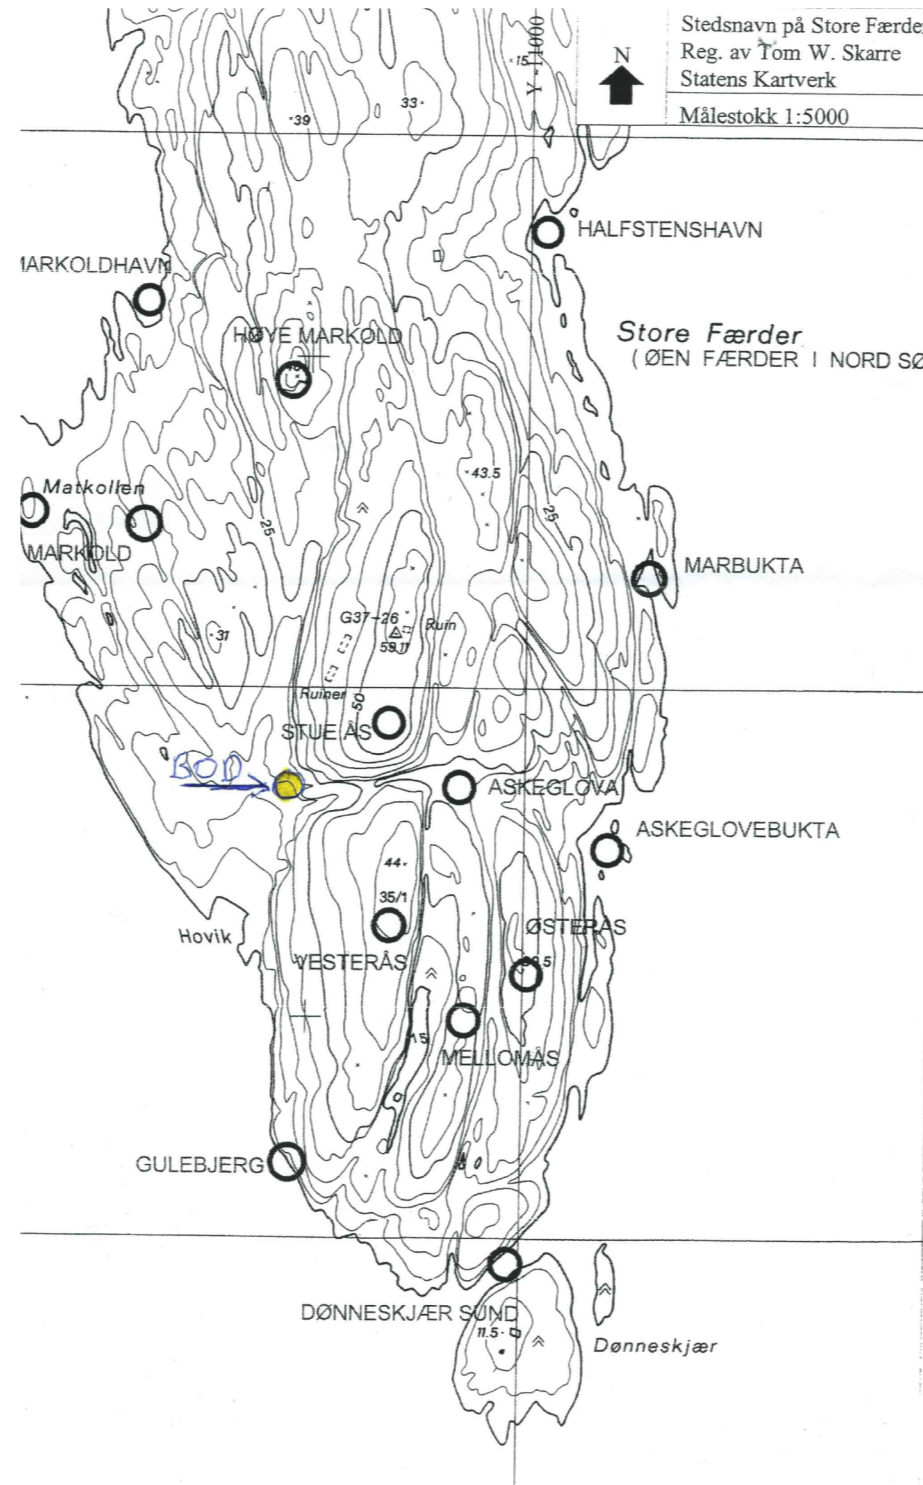 Stedsnavn på Store Færde
Reg. av Tom W. Skarre
Statens Kartverk
Målestokk 1:5000
N
Y-11000
15
39
33
HALFSTENSHAVN
MARKOLDHAVN
HØYE MARKOLD
Store Færder
( ØEN FÆRDER I NORD SØ
43.5
Matkollen
25
25
MARKOLD
MARBUKTA
G37-26
Ruin
31
59.11
Ruiner
50
STUE ÅS
BOD
ASKEGLOVA
ASKEGLOVEBUKTA
44
35/1
ØSTERÅS
Hovik
VESTERÅS
15
MELLOMÅS
GULEBJERG
DØNNESKJÆR SUND
11.5
Dønneskjær